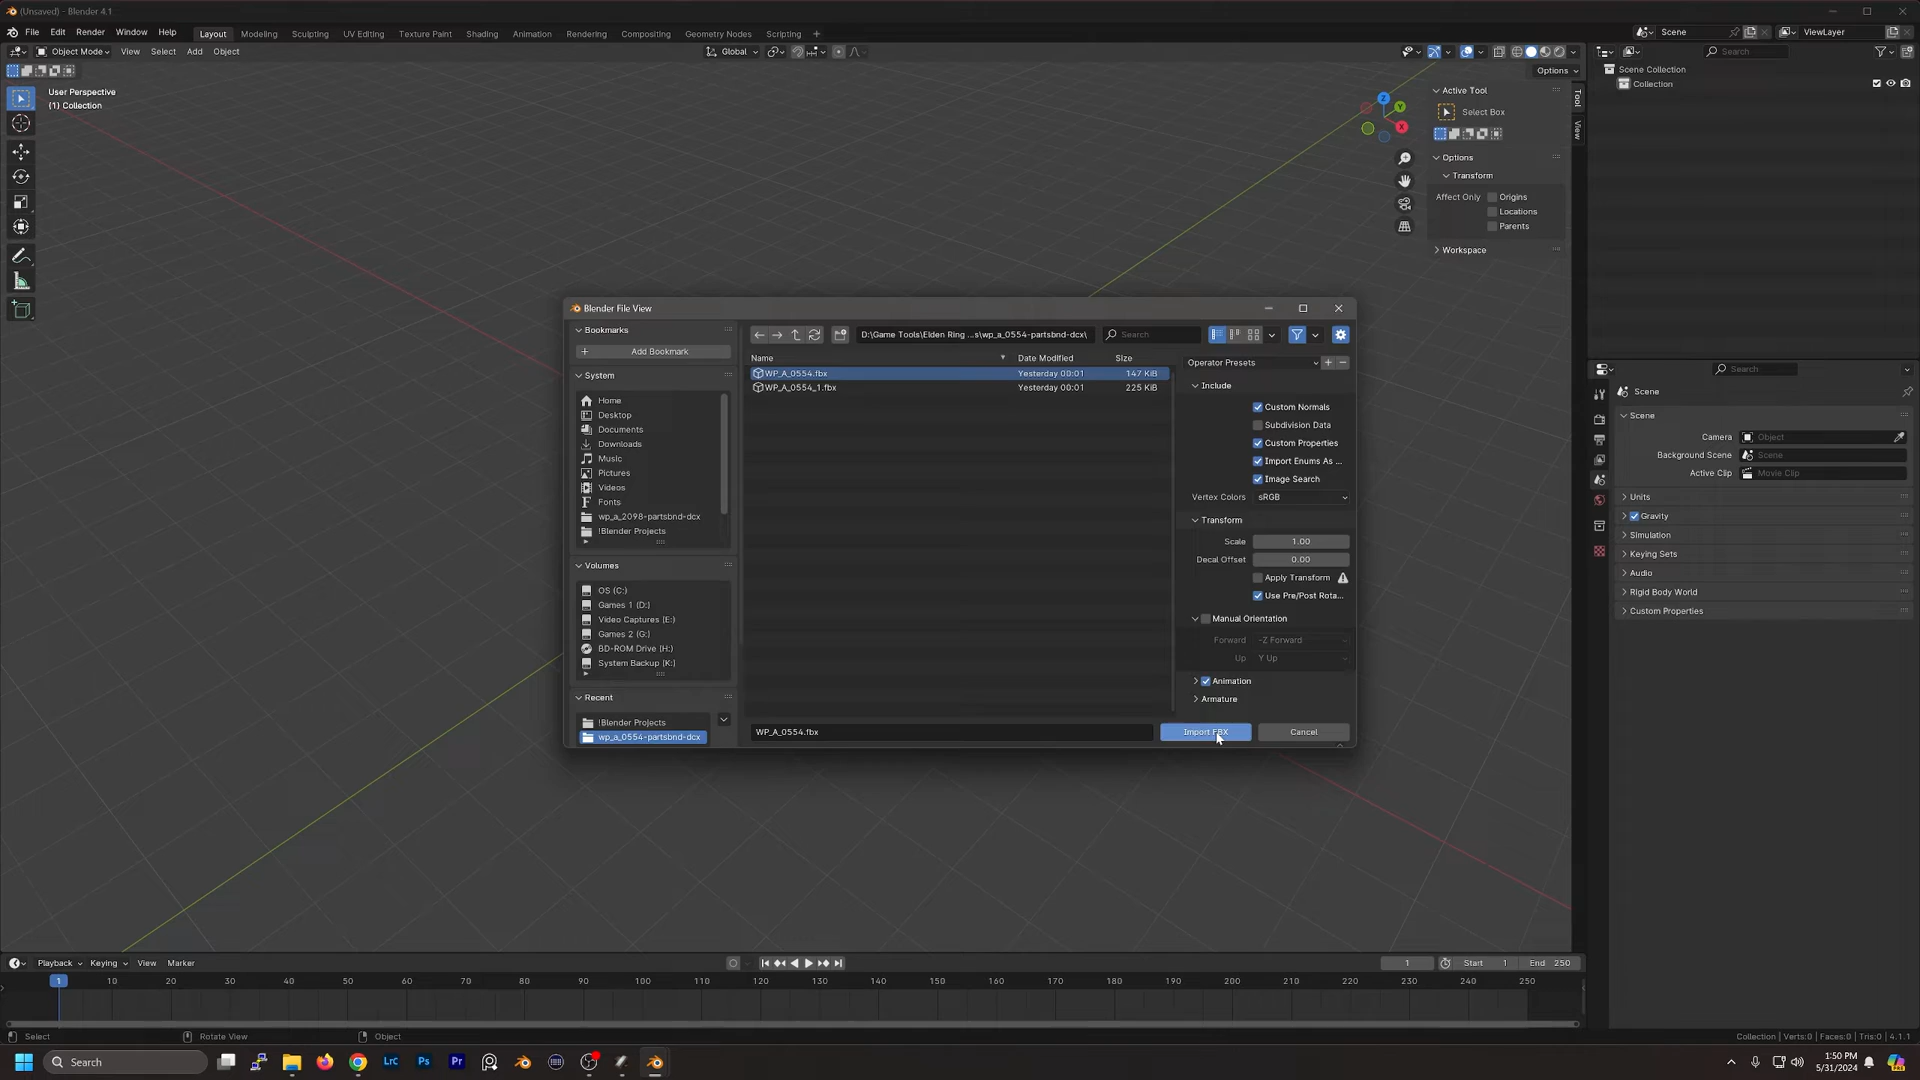 (Unsaved) - Blender 4.1
File Edit Render Window Help Layout Modeling Sculpting UV Editing Texture Paint Shading Animation Rendering Compositing Geometry Nodes Scripting + Scene ViewLayer
Object Mode View Select Add Object Global Search
Options
User Perspective
(1) Collection
Z
Y
X
Tool
View
Active Tool
Select Box
Options
Transform
Affect Only Origins
Locations
Parents
Workspace
Scene Collection
Collection
Blender File View
Bookmarks
Add Bookmark
System
Home
Desktop
Documents
Downloads
Music
Pictures
Videos
Fonts
wp_a_2098-partsbnd-dcx
!Blender Projects
Volumes
OS (C:)
Games 1 (D:)
Video Captures (E:)
Games 2 (G:)
BD-ROM Drive (H:)
System Backup (K:)
Recent
!Blender Projects
wp_a_0554-partsbnd-dcx
D:\Game Tools\Elden Ring ...s\wp_a_0554-partsbnd-dcx\ Search
Name Date Modified Size
WP_A_0554.fbx Yesterday 00:01 147 KiB
WP_A_0554_1.fbx Yesterday 00:01 225 KiB
Operator Presets
Include
Custom Normals
Subdivision Data
Custom Properties
Import Enums As ...
Image Search
Vertex Colors sRGB
Transform
Scale 1.00
Decal Offset 0.00
Apply Transform
Use Pre/Post Rota...
Manual Orientation
Forward -Z Forward
Up Y Up
Animation
Armature
WP_A_0554.fbx Import FBX Cancel
Search
Scene
Scene
Camera Object
Background Scene Scene
Active Clip Movie Clip
Units
Gravity
Simulation
Keying Sets
Audio
Rigid Body World
Custom Properties
Playback Keying View Marker 1 Start 1 End 250
1 10 20 30 40 50 60 70 80 90 100 110 120 130 140 150 160 170 180 190 200 210 220 230 240 250
Select Rotate View Object Collection | Verts:0 | Faces:0 | Tris:0 | 4.1.1
Search LrC Ps Pr 1:50 PM
5/31/2024